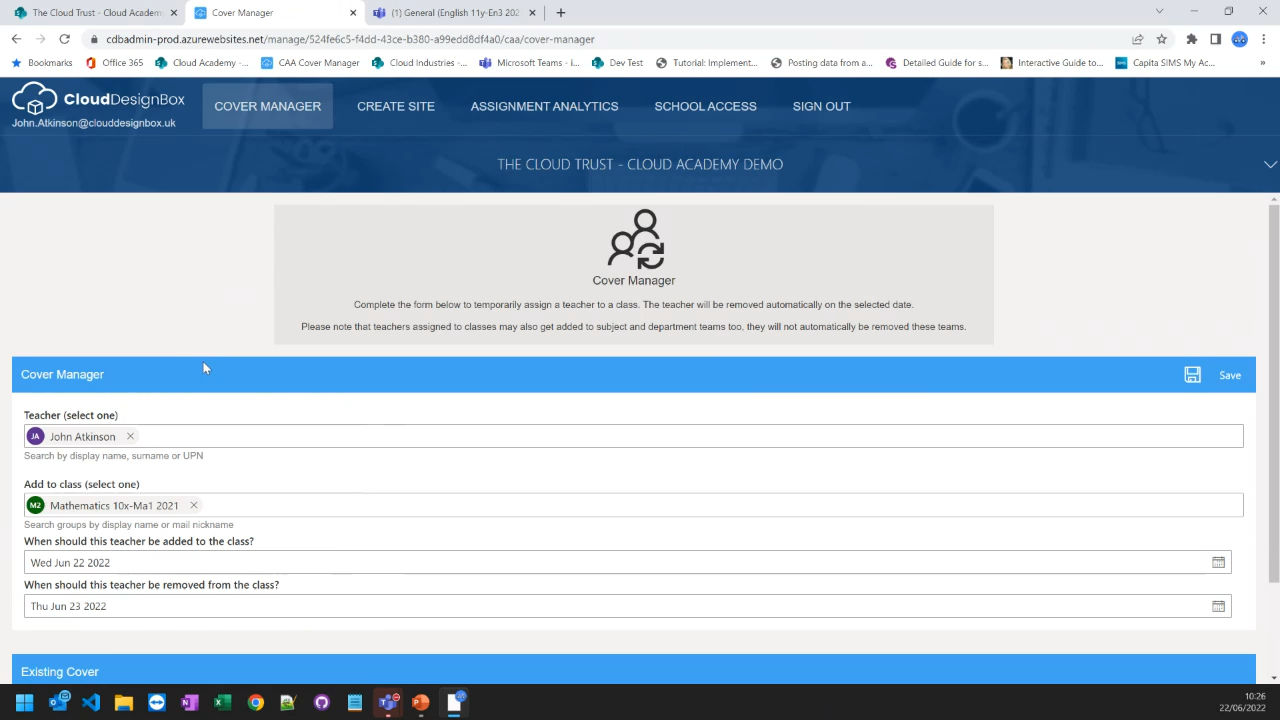 The Cloud Trust - Cloud Academ
Cover Manager
(1) General (English 11y-En3 202
cdbadmin-prod.azurewebsites.net/manage/524fe6c5-f4dd-43ce-b380-a99edd8df4a0/caa/cover-manager
Bookmarks
Office 365
Cloud Academy -...
CAA Cover Manager
Cloud Industries -...
Microsoft Teams - i...
Dev Test
Tutorial: Implement...
Posting data from a...
Detailed Guide for s...
Interactive Guide to...
Capita SIMS My Ac...
»
CloudDesignBox
John.Atkinson@clouddesignbox.uk
COVER MANAGER
CREATE SITE
ASSIGNMENT ANALYTICS
SCHOOL ACCESS
SIGN OUT
THE CLOUD TRUST - CLOUD ACADEMY DEMO
Cover Manager
Complete the form below to temporarily assign a teacher to a class. The teacher will be removed automatically on the selected date.
Please note that teachers assigned to classes may also get added to subject and department teams too, they will not automatically be removed these teams.
Cover Manager
Save
Teacher (select one)
JA John Atkinson
Search by display name, surname or UPN
Add to class (select one)
M2 Mathematics 10x-Ma1 2021
Search groups by display name or mail nickname
When should this teacher be added to the class?
Wed Jun 22 2022
When should this teacher be removed from the class?
Thu Jun 23 2022
Existing Cover
10:26
22/06/2022